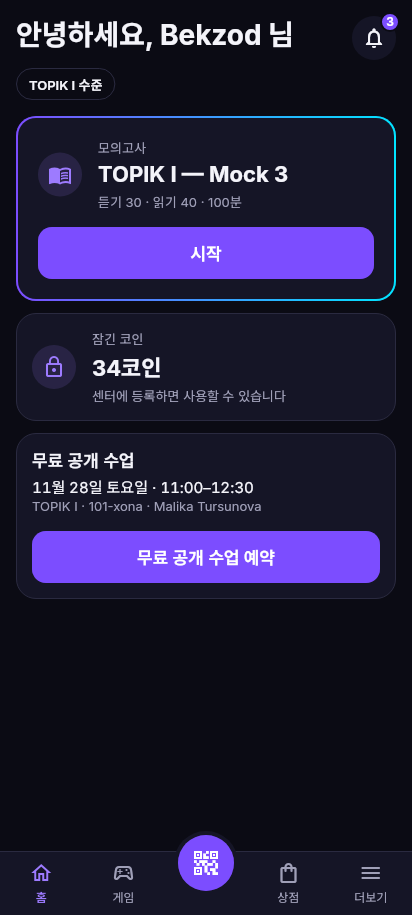 안녕하세요, Bekzod 님
3
TOPIK I 수준
모의고사
TOPIK I — Mock 3
듣기 30 · 읽기 40 · 100분
시작
잠긴 코인
34코인
센터에 등록하면 사용할 수 있습니다
무료 공개 수업
11월 28일 토요일 · 11:00–12:30
TOPIK I · 101-xona · Malika Tursunova
무료 공개 수업 예약
홈
게임
상점
더보기